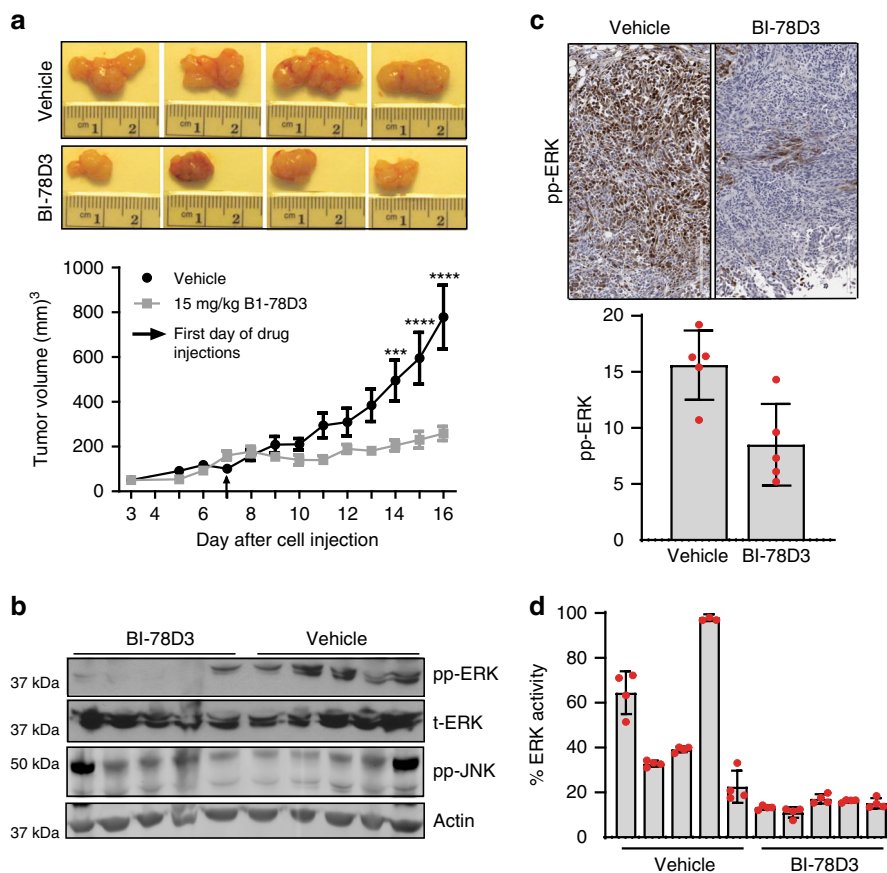 a
Vehicle
cm 1 2
cm 1 2
cm 1 2
cm 1 2
BI-78D3
cm 1 2
cm 1 2
cm 1 2
cm 1 2
Vehicle
15 mg/kg B1-78D3
First day of drug
injections
Tumor volume (mm)³
1000
800
600
400
200
0
*** **** ****
3 4 6 8 10 12 14 16
Day after cell injection
b
BI-78D3 Vehicle
37 kDa pp-ERK
37 kDa t-ERK
50 kDa pp-JNK
37 kDa Actin
c
Vehicle BI-78D3
pp-ERK
pp-ERK
20
15
10
5
0
Vehicle BI-78D3
d
% ERK activity
100
80
60
40
20
0
Vehicle BI-78D3